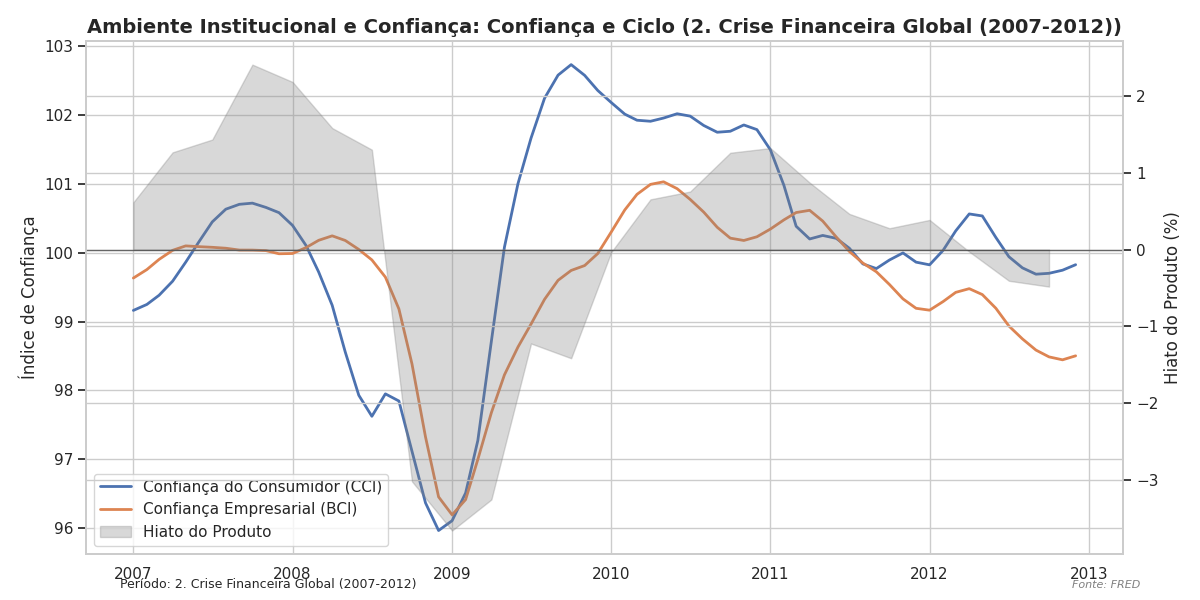 Ambiente Institucional e Confiança: Confiança e Ciclo (2. Crise Financeira Global (2007-2012))
103
102
101
100
99
98
97
96
Índice de Confiança
2
1
0
−1
−2
−3
Hiato do Produto (%)
Confiança do Consumidor (CCI)
Confiança Empresarial (BCI)
Hiato do Produto
2007
2008
2009
2010
2011
2012
2013
Período: 2. Crise Financeira Global (2007-2012)
Fonte: FRED